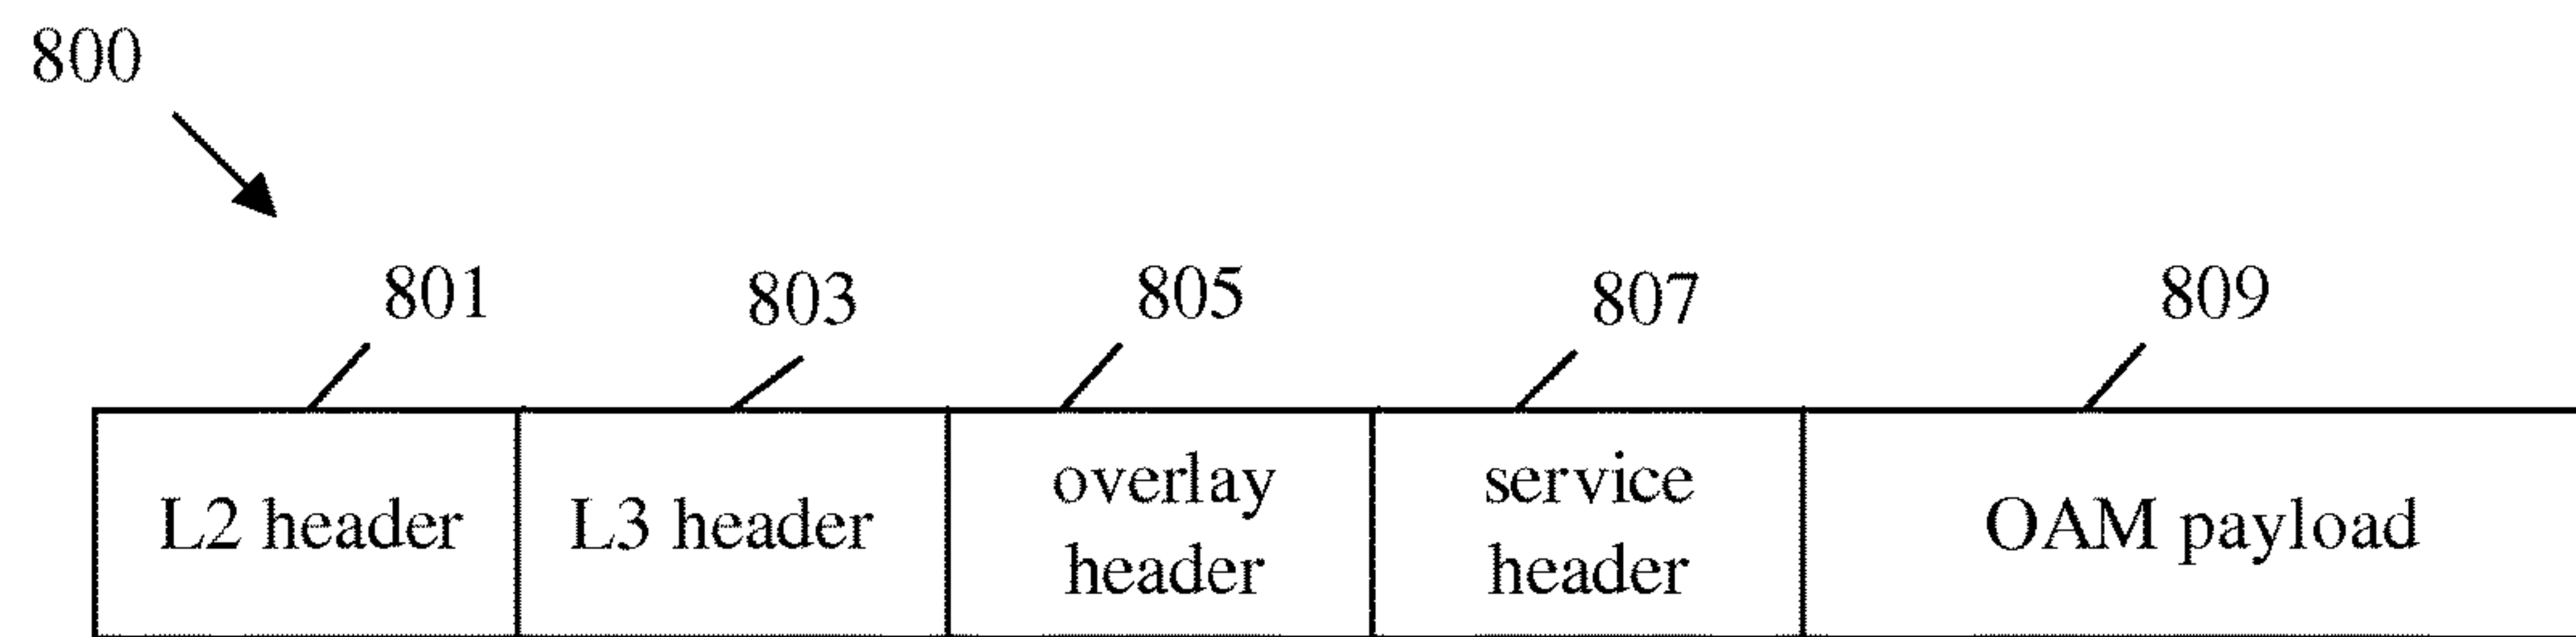 800
801
803
805
807
809
L2 header
L3 header
overlay
header
service
header
OAM payload